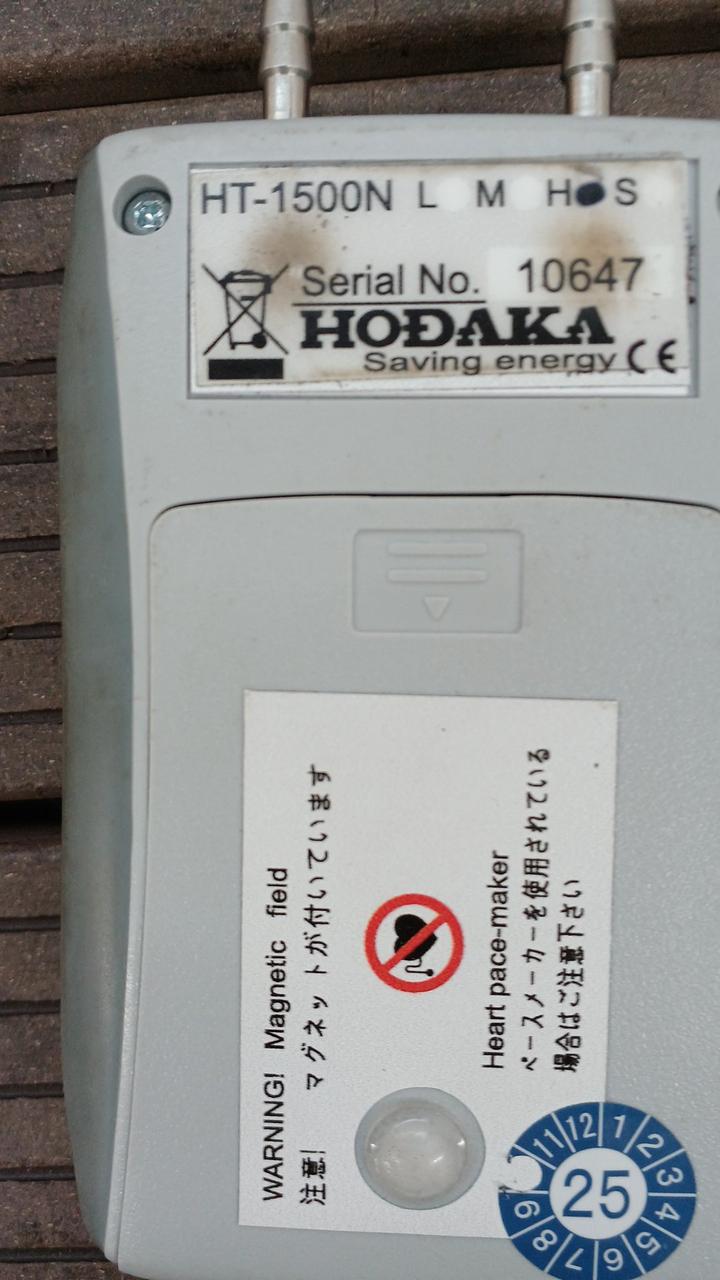 HT-1500N L M H S
Serial No. 10647
HODAKA
Saving energy CE
WARNING! Magnetic field
注意! マグネットが付いています
Heart pace-maker
ペースメーカーを使用されている
場合はご注意下さい
11 12 1 2 3 4 5 6 7 8 9
25